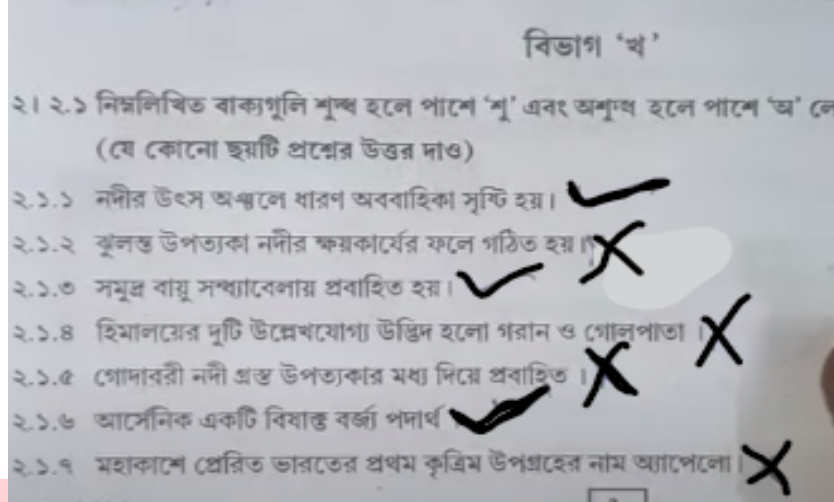 বিভাগ ‘খ’
২। ২.১ নিম্নলিখিত বাক্যগুলি শুদ্ধ হলে পাশে ‘শু’ এবং অশুদ্ধ হলে পাশে ‘অ’
(যে কোনো ছয়টি প্রশ্নের উত্তর দাও)
২.১.১ নদীর উৎস অঞ্চলে ধারণ অববাহিকা সৃষ্টি হয়।
২.১.২ ঝুলন্ত উপত্যকা নদীর ক্ষয়কার্যের ফলে গঠিত হয়।
২.১.৩ সমুদ্র বায়ু সন্ধ্যাবেলায় প্রবাহিত হয়।
২.১.৪ হিমালয়ের দুটি উল্লেখযোগ্য উদ্ভিদ হলো গরান ও গোলপাতা ।
২.১.৫ গোদাবরী নদী গ্রস্ত উপত্যকার মধ্য দিয়ে প্রবাহিত ।
২.১.৬ আর্সেনিক একটি বিষাক্ত বর্জ্য পদার্থ
২.১.৭ মহাকাশে প্রেরিত ভারতের প্রথম কৃত্রিম উপগ্রহের নাম অ্যাপেলো।